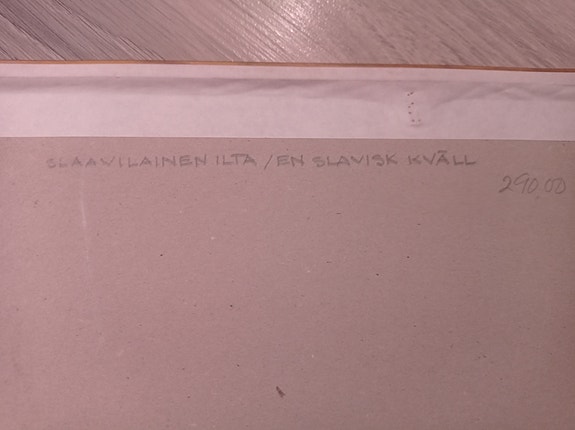 SLAAVILAINEN ILTA / EN SLAVISK KVÄLL
290.00